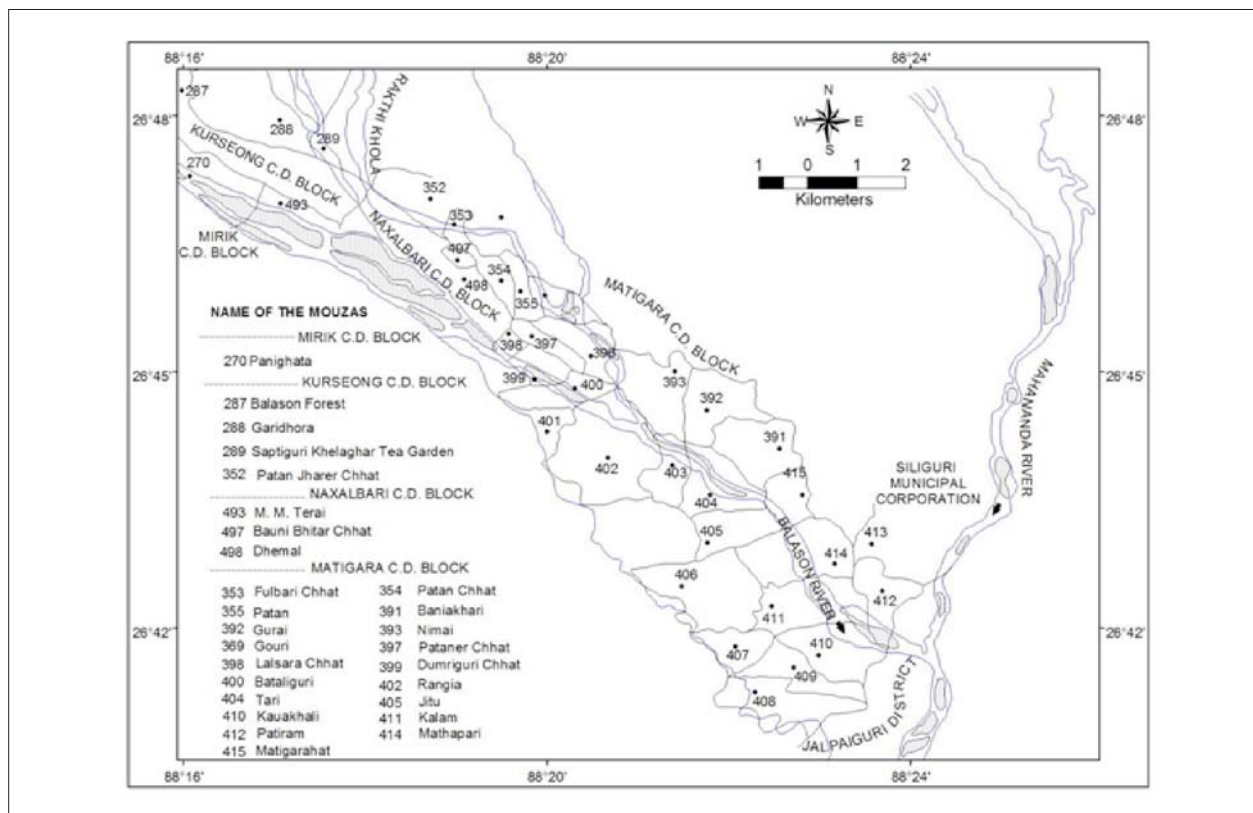 88°16' 88°20' 88°24'
287
26°48' 26°48'
288
289
RAKTHI KHOLA
N
W E
S
1 0 1 2
Kilometers
KURSEONG C.D. BLOCK
270
493
352
353
MIRIK
C.D. BLOCK
NAXALBARI C.D. BLOCK
497
498
354
355
MATIGARA C.D. BLOCK
398
397
396
26°45' 26°45'
399
400
393
392
391
401
402
403
404
415
405
406
SILIGURI
MUNICIPAL
CORPORATION
MAHANANDA RIVER
BALASON RIVER
413
414
412
411
26°42' 26°42'
407
410
409
408
JALPAIGURI DISTRICT
NAME OF THE MOUZAS
MIRIK C.D. BLOCK
270 Panighata
KURSEONG C.D. BLOCK
287 Balason Forest
288 Garidhora
289 Saptiguri Khelaghar Tea Garden
352 Patan Jharer Chhat
NAXALBARI C.D. BLOCK
493 M. M. Terai
497 Bauni Bhitar Chhat
498 Dhemal
MATIGARA C.D. BLOCK
353 Fulbari Chhat 354 Patan Chhat
355 Patan 391 Baniakhari
392 Gurai 393 Nimai
369 Gouri 397 Pataner Chhat
398 Lalsara Chhat 399 Dumriguri Chhat
400 Bataliguri 402 Rangia
404 Tari 405 Jitu
410 Kauakhali 411 Kalam
412 Patiram 414 Mathapari
415 Matigarahat
88°16' 88°20' 88°24'